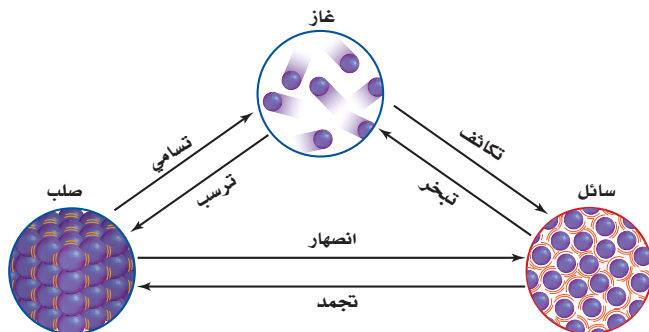 غاز
تسامي
ترسب
تكاثف
تبخر
صلب
سائل
انصهار
تجمد